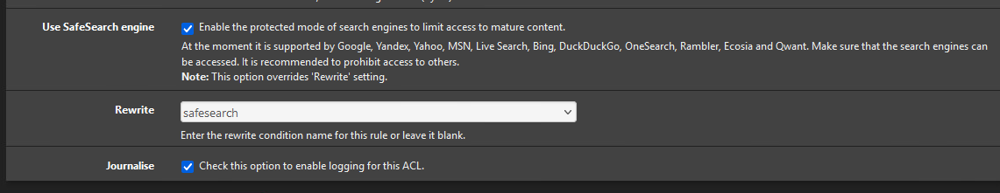 Use SafeSearch engine
Enable the protected mode of search engines to limit access to mature content.
At the moment it is supported by Google, Yandex, Yahoo, MSN, Live Search, Bing, DuckDuckGo, OneSearch, Rambler, Ecosia and Qwant. Make sure that the search engines can
be accessed. It is recommended to prohibit access to others.
Note: This option overrides 'Rewrite' setting.
Rewrite
safesearch
Enter the rewrite condition name for this rule or leave it blank.
Journalise
Check this option to enable logging for this ACL.